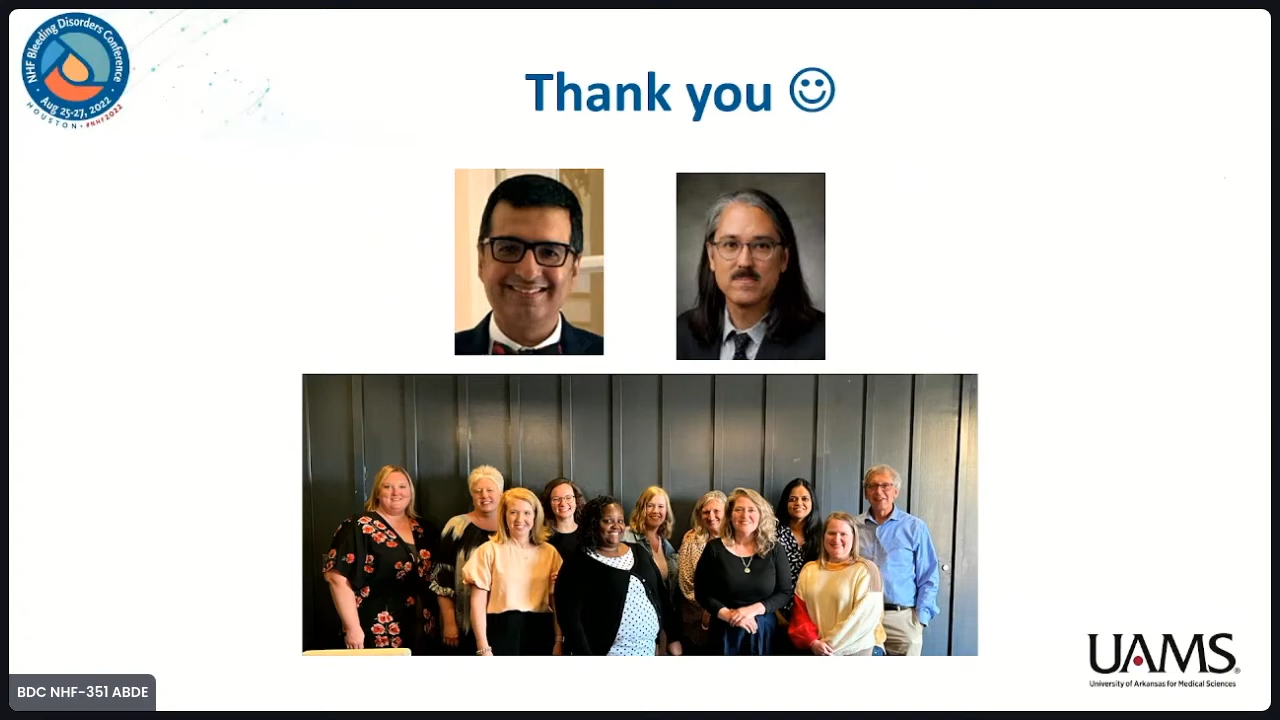 NHF Bleeding Disorders Conference
Aug 25-27, 2022
HOUSTON • #NHF2022
Thank you ☺
UAMS®
University of Arkansas for Medical Sciences
BDC NHF-351 ABDE